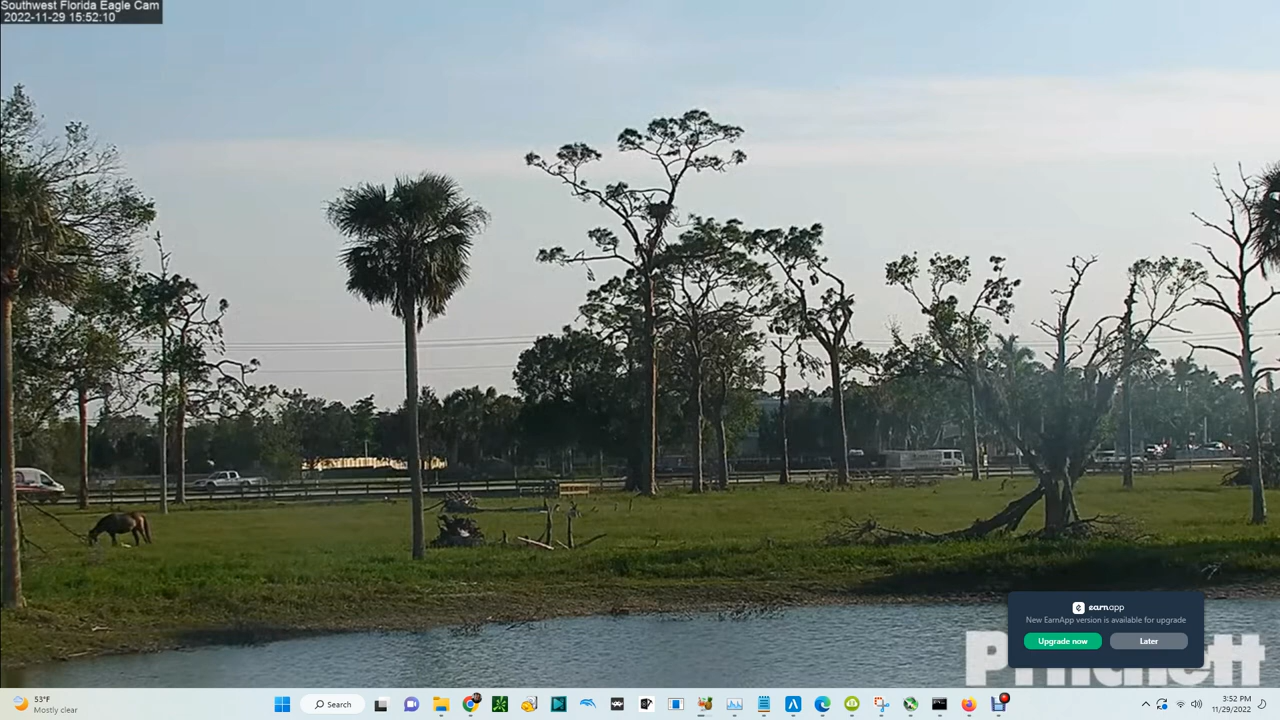 Southwest Florida Eagle Cam
2022-11-29 15:52:10
earnapp
New EarnApp version is available for upgrade
Upgrade now
Later
Pritchett
53°F
Mostly clear
Search
3:52 PM
11/29/2022